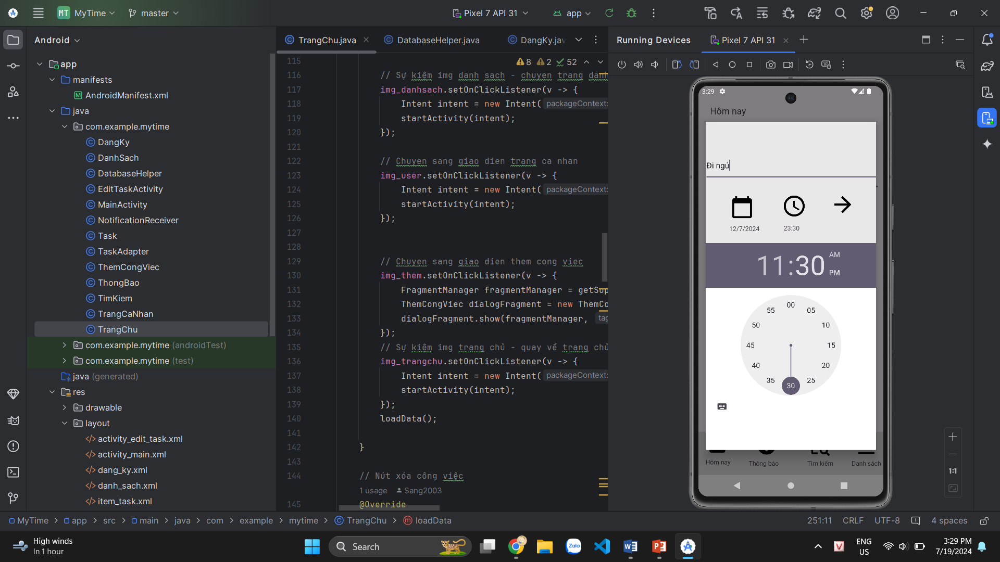 MT MyTime
master
Pixel 7 API 31
app
Android
app
manifests
AndroidManifest.xml
java
com.example.mytime
DangKy
DanhSach
DatabaseHelper
EditTaskActivity
MainActivity
NotificationReceiver
Task
TaskAdapter
ThemCongViec
ThongBao
TimKiem
TrangCaNhan
TrangChu
com.example.mytime (androidTest)
com.example.mytime (test)
java (generated)
res
drawable
layout
activity_edit_task.xml
activity_main.xml
dang_ky.xml
danh_sach.xml
item_task.xml
TrangChu.java
DatabaseHelper.java
DangKy.jav
8 2 52
115
116 // Sự kiêm img danh sach - chuyen trang danh
117 img_danhsach.setOnClickListener(v -> {
118 Intent intent = new Intent( packageContext:
119 startActivity(intent);
120 });
121
122 // Chuyen sang giao dien trang ca nhan
123 img_user.setOnClickListener(v -> {
124 Intent intent = new Intent( packageContext:
125 startActivity(intent);
126 });
127
128
129 // Chuyen sang giao dien them cong viec
130 img_them.setOnClickListener(v -> {
131 FragmentManager fragmentManager = getSup
132 ThemCongViec dialogFragment = new ThemCo
133 dialogFragment.show(fragmentManager, tag
134 });
135 // Sự kiêm img trang chủ - quay về trang chủ
136 img_trangchu.setOnClickListener(v -> {
137 Intent intent = new Intent( packageContext:
138 startActivity(intent);
139 });
140 loadData();
141
142 }
143
144 // Nút xóa công việc
1 usage Sang2003
145 @Override
Running Devices
Pixel 7 API 31
3:29
Hôm nay
Đi ngủ
12/7/2024
23:30
11:30
AM
PM
00
05
10
15
20
25
30
35
40
45
50
55
Hôm nay
Thông báo
Tìm kiếm
Danh sách
1:1
MyTime > app > src > main > java > com > example > mytime > TrangChu > loadData
251:11 CRLF UTF-8 4 spaces
High winds
In 1 hour
Search
Zalo
ENG
US
3:29 PM
7/19/2024